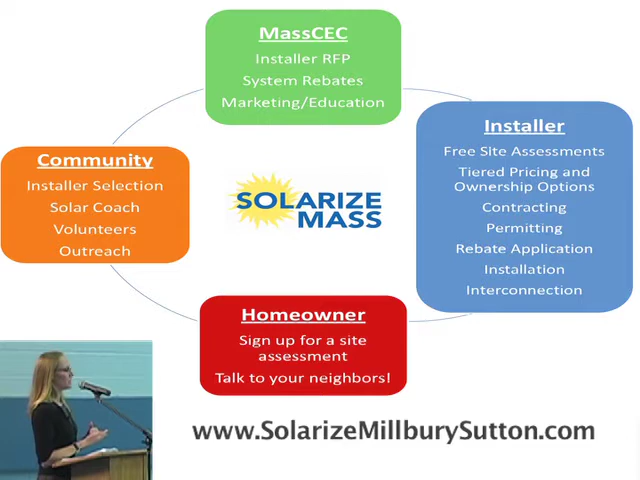 MassCEC
Installer RFP
System Rebates
Marketing/Education
Installer
Free Site Assessments
Tiered Pricing and
Ownership Options
Contracting
Permitting
Rebate Application
Installation
Interconnection
Community
Installer Selection
Solar Coach
Volunteers
Outreach
SOLARIZE
MASS
Homeowner
Sign up for a site
assessment
Talk to your neighbors!
www.SolarizeMillburySutton.com